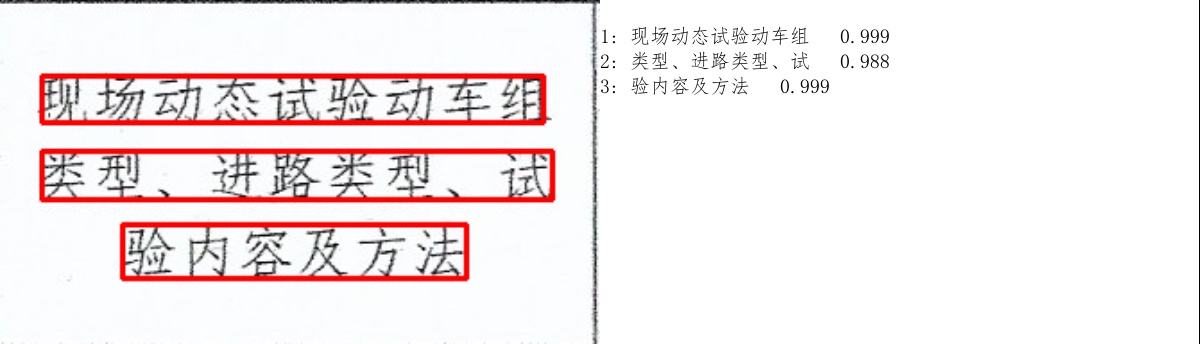 现场动态试验动车组
类型、进路类型、试
验内容及方法
1: 现场动态试验动车组 0.999
2: 类型、进路类型、试 0.988
3: 验内容及方法 0.999